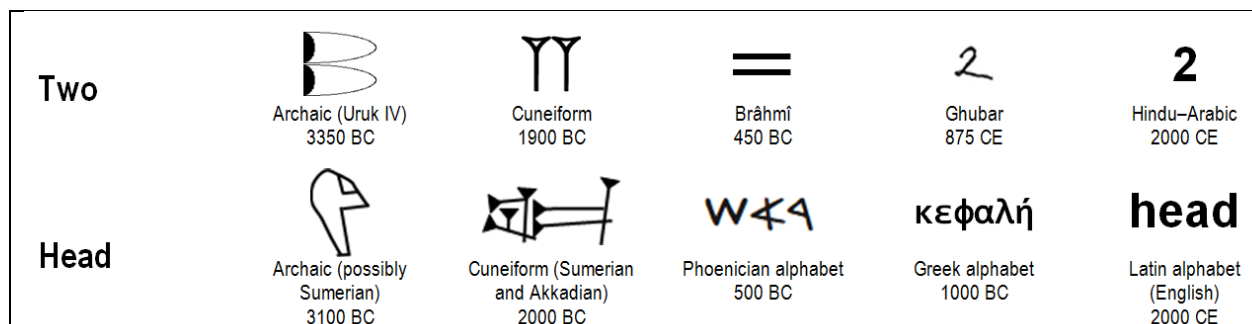 Two
𒈫 = 2 2
Archaic (Uruk IV) Cuneiform Brâhmî Ghubar Hindu–Arabic
3350 BC 1900 BC 450 BC 875 CE 2000 CE
Head
𒊕 𐤓𐤀𐤔 κεφαλή head
Archaic (possibly Cuneiform (Sumerian Phoenician alphabet Greek alphabet Latin alphabet
Sumerian) and Akkadian) 500 BC 1000 BC (English)
3100 BC 2000 BC 2000 CE